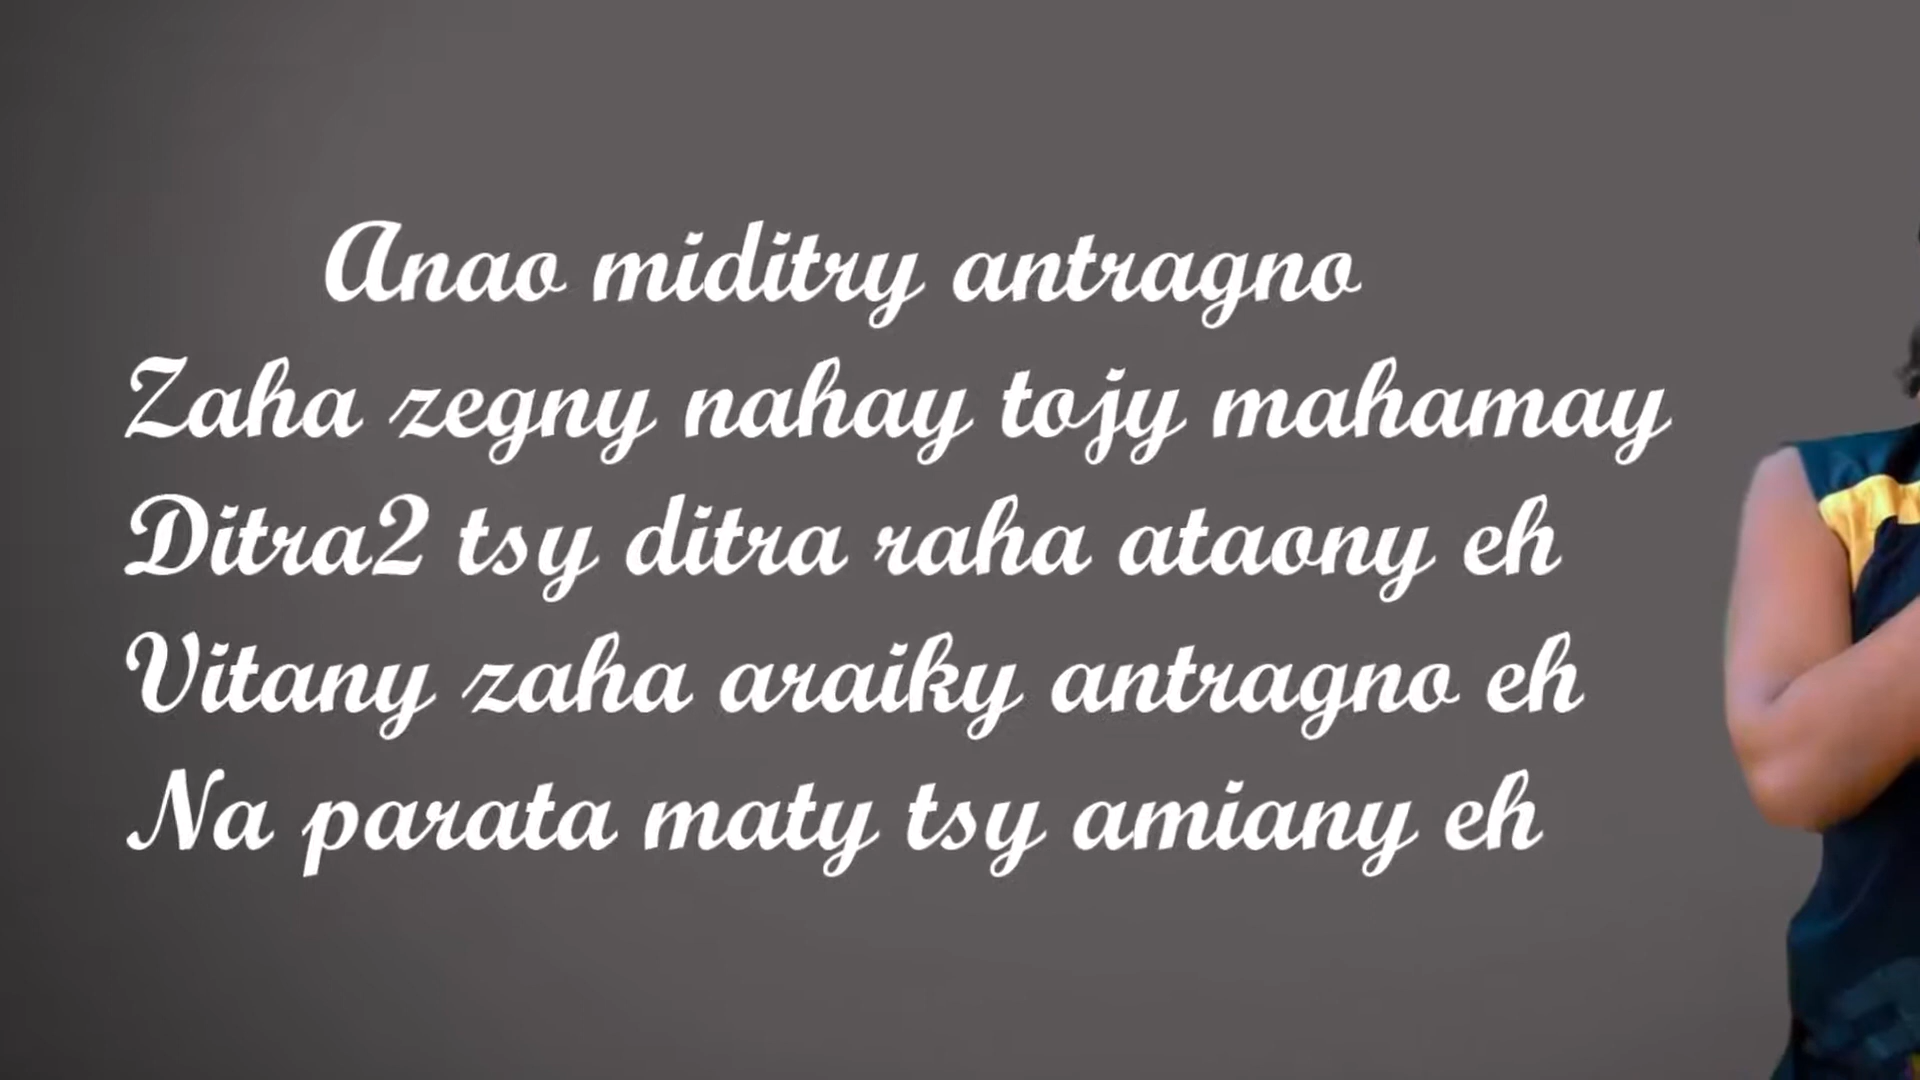 Anao miditry antragno
Zaha zegny nahay tojy mahamay
Ditra2 tsy ditra raha ataony eh
Vitany zaha araiky antragno eh
Na parata maty tsy amiany eh